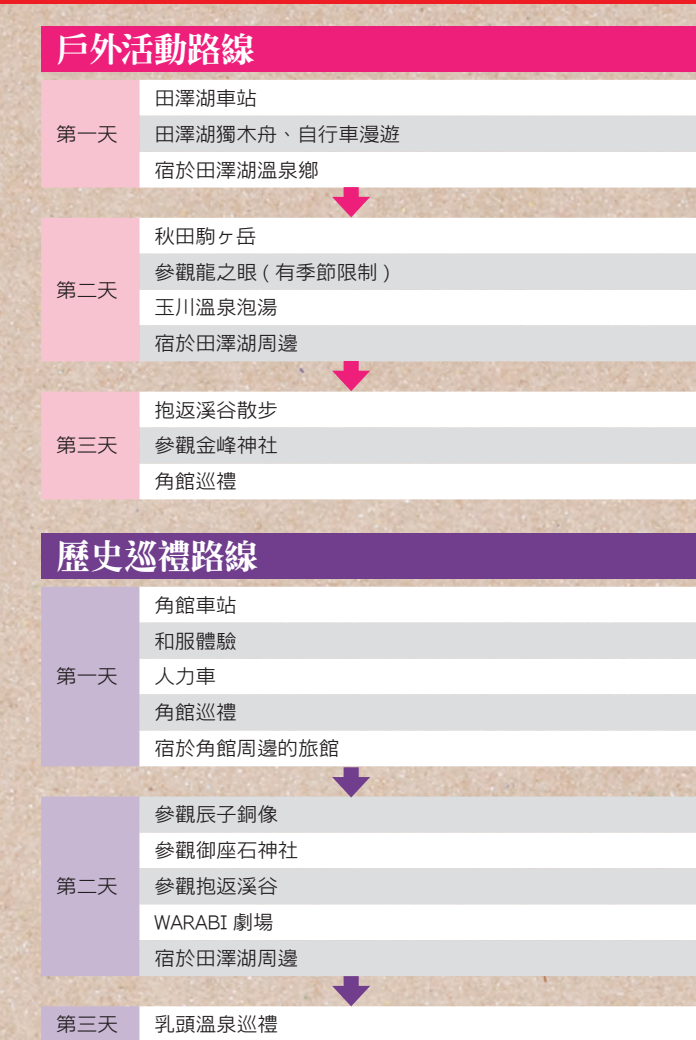 戶外活動路線
第一天
田澤湖車站
田澤湖獨木舟、自行車漫遊
宿於田澤湖溫泉鄉
第二天
秋田駒ヶ岳
參觀龍之眼 ( 有季節限制 )
玉川溫泉泡湯
宿於田澤湖周邊
第三天
抱返溪谷散步
參觀金峰神社
角館巡禮
歷史巡禮路線
第一天
角館車站
和服體驗
人力車
角館巡禮
宿於角館周邊的旅館
第二天
參觀辰子銅像
參觀御座石神社
參觀抱返溪谷
WARABI 劇場
宿於田澤湖周邊
第三天
乳頭溫泉巡禮